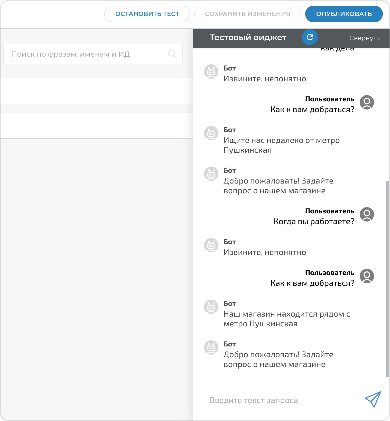 ОСТАНОВИТЬ ТЕСТ
СОХРАНИТЬ ИЗМЕНЕНИЯ
ОПУБЛИКОВАТЬ
Поиск по фразам, именам и ИД
Тестовый виджет
Свернуть
как дела
Бот
Извините, непонятно
Пользователь
Как к вам добраться?
Бот
Ищите нас недалеко от метро
Пушкинская
Бот
Добро пожаловать! Задайте
вопрос о нашем магазине
Пользователь
Когда вы работаете?
Бот
Извините, непонятно
Пользователь
Как к вам добраться?
Бот
Наш магазин находится рядом с
метро Пушкинская
Бот
Добро пожаловать! Задайте
вопрос о нашем магазине
Введите текст запроса